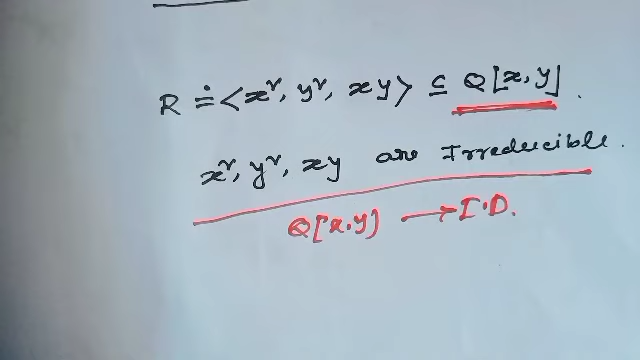 R ≐ <x², y², xy> ⊆ Q[x, y].
x², y², xy are Irreducible.
Q[x,y] → I.D.